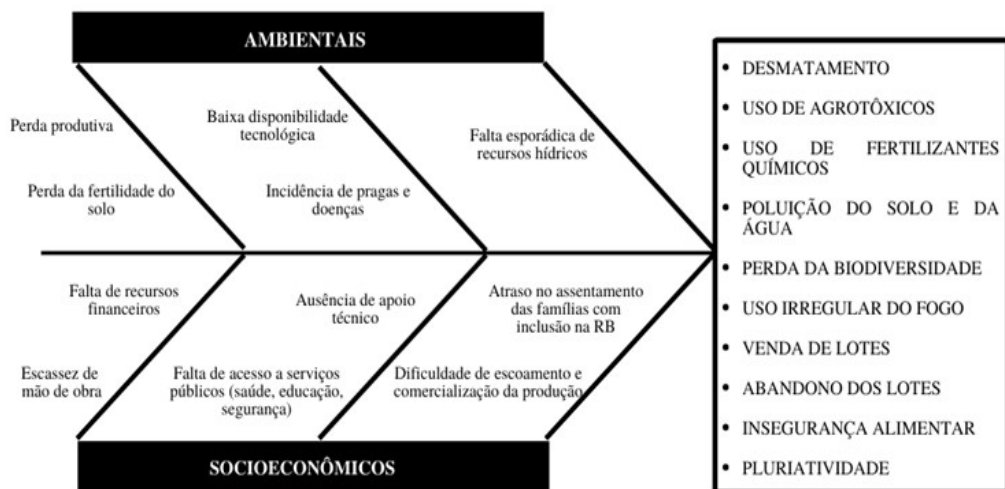 AMBIENTAIS
Perda produtiva
Baixa disponibilidade
tecnológica
Falta esporádica de
recursos hídricos
Perda da fertilidade do
solo
Incidência de pragas e
doenças
Falta de recursos
financeiros
Ausência de apoio
técnico
Atraso no assentamento
das famílias com
inclusão na RB
Escassez de
mão de obra
Falta de acesso a serviços
públicos (saúde, educação,
segurança)
Dificuldade de escoamento e
comercialização da produção
SOCIOECONÔMICOS
• DESMATAMENTO
• USO DE AGROTÔXICOS
• USO DE FERTILIZANTES
QUÍMICOS
• POLUIÇÃO DO SOLO E DA
ÁGUA
• PERDA DA BIODIVERSIDADE
• USO IRREGULAR DO FOGO
• VENDA DE LOTES
• ABANDONO DOS LOTES
• INSEGURANÇA ALIMENTAR
• PLURIATIVIDADE